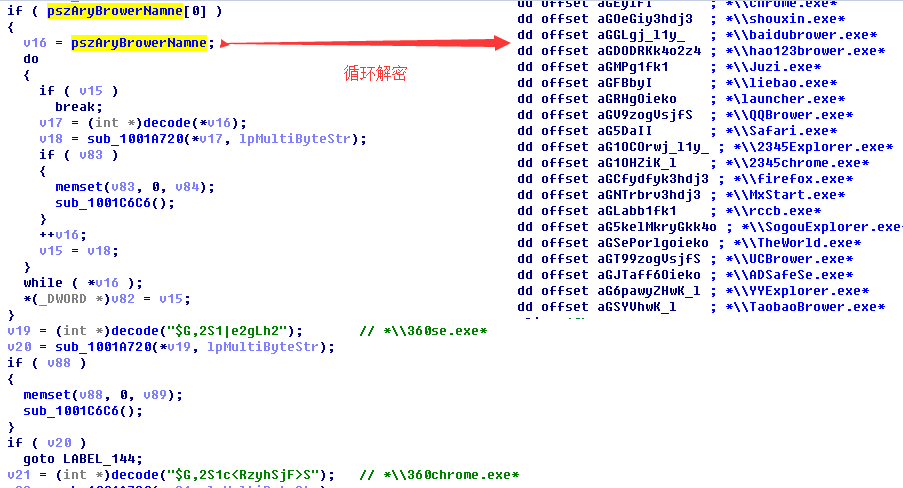 if ( pszAryBrowerNamne[0] )
{
v16 = pszAryBrowerNamne;
do
{
if ( v15 )
break;
v17 = (int *)decode(*v16);
v18 = sub_1001A720(*v17, lpMultiByteStr);
if ( v83 )
{
memset(v83, 0, v84);
sub_1001C6C6();
}
++v16;
v15 = v18;
}
while ( *v16 );
*(_DWORD *)v82 = v15;
}
v19 = (int *)decode("$G,2S1|e2gLh2"); // *\\360se.exe*
v20 = sub_1001A720(*v19, lpMultiByteStr);
if ( v88 )
{
memset(v88, 0, v89);
sub_1001C6C6();
}
if ( v20 )
goto LABEL_144;
v21 = (int *)decode("$G,2S1c<RzyhSjF>S"); // *\\360chrome.exe*
循环解密
dd offset aGEyiFI ; *\\chrome.exe*
dd offset aGOeGiy3hdj3 ; *\\shouxin.exe*
dd offset aGGLgj_l1y_ ; *\\baidubrower.exe*
dd offset aGDODRKk4o2z4 ; *\\hao123brower.exe*
dd offset aGMPg1fk1 ; *\\Juzi.exe*
dd offset aGFBbyI ; *\\liebao.exe*
dd offset aGRHgOieko ; *\launcher.exe*
dd offset aGV9zogVsjfS ; *\\QQBrower.exe*
dd offset aG5DaII ; *\\Safari.exe*
dd offset aG1OCOrwj_l1y_ ; *\\2345Explorer.exe*
dd offset aG1OHZiK_l ; *\\2345chrome.exe*
dd offset aGCfydfyk3hdj3 ; *\\firefox.exe*
dd offset aGNTrbrv3hdj3 ; *\\MxStart.exe*
dd offset aGLabb1fk1 ; *\\rccb.exe*
dd offset aG5kelMkryGkk4o ; *\\SogouExplorer.exe*
dd offset aGSePorlgoieko ; *\\TheWorld.exe*
dd offset aGT99zogVsjfS ; *\\UCBrower.exe*
dd offset aGJTaff6Oieko ; *\\ADSafeSe.exe*
dd offset aG6pawyZHwK_l ; *\\YYExplorer.exe*
dd offset aGSYVhwK_l ; *\\TaobaoBrower.exe*